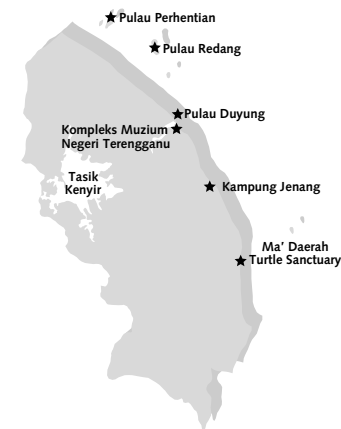 Pulau Perhentian
Pulau Redang
Pulau Duyung
Kompleks Muzium
Negeri Terengganu
Tasik
Kenyir
Kampung Jenang
Ma' Daerah
Turtle Sanctuary